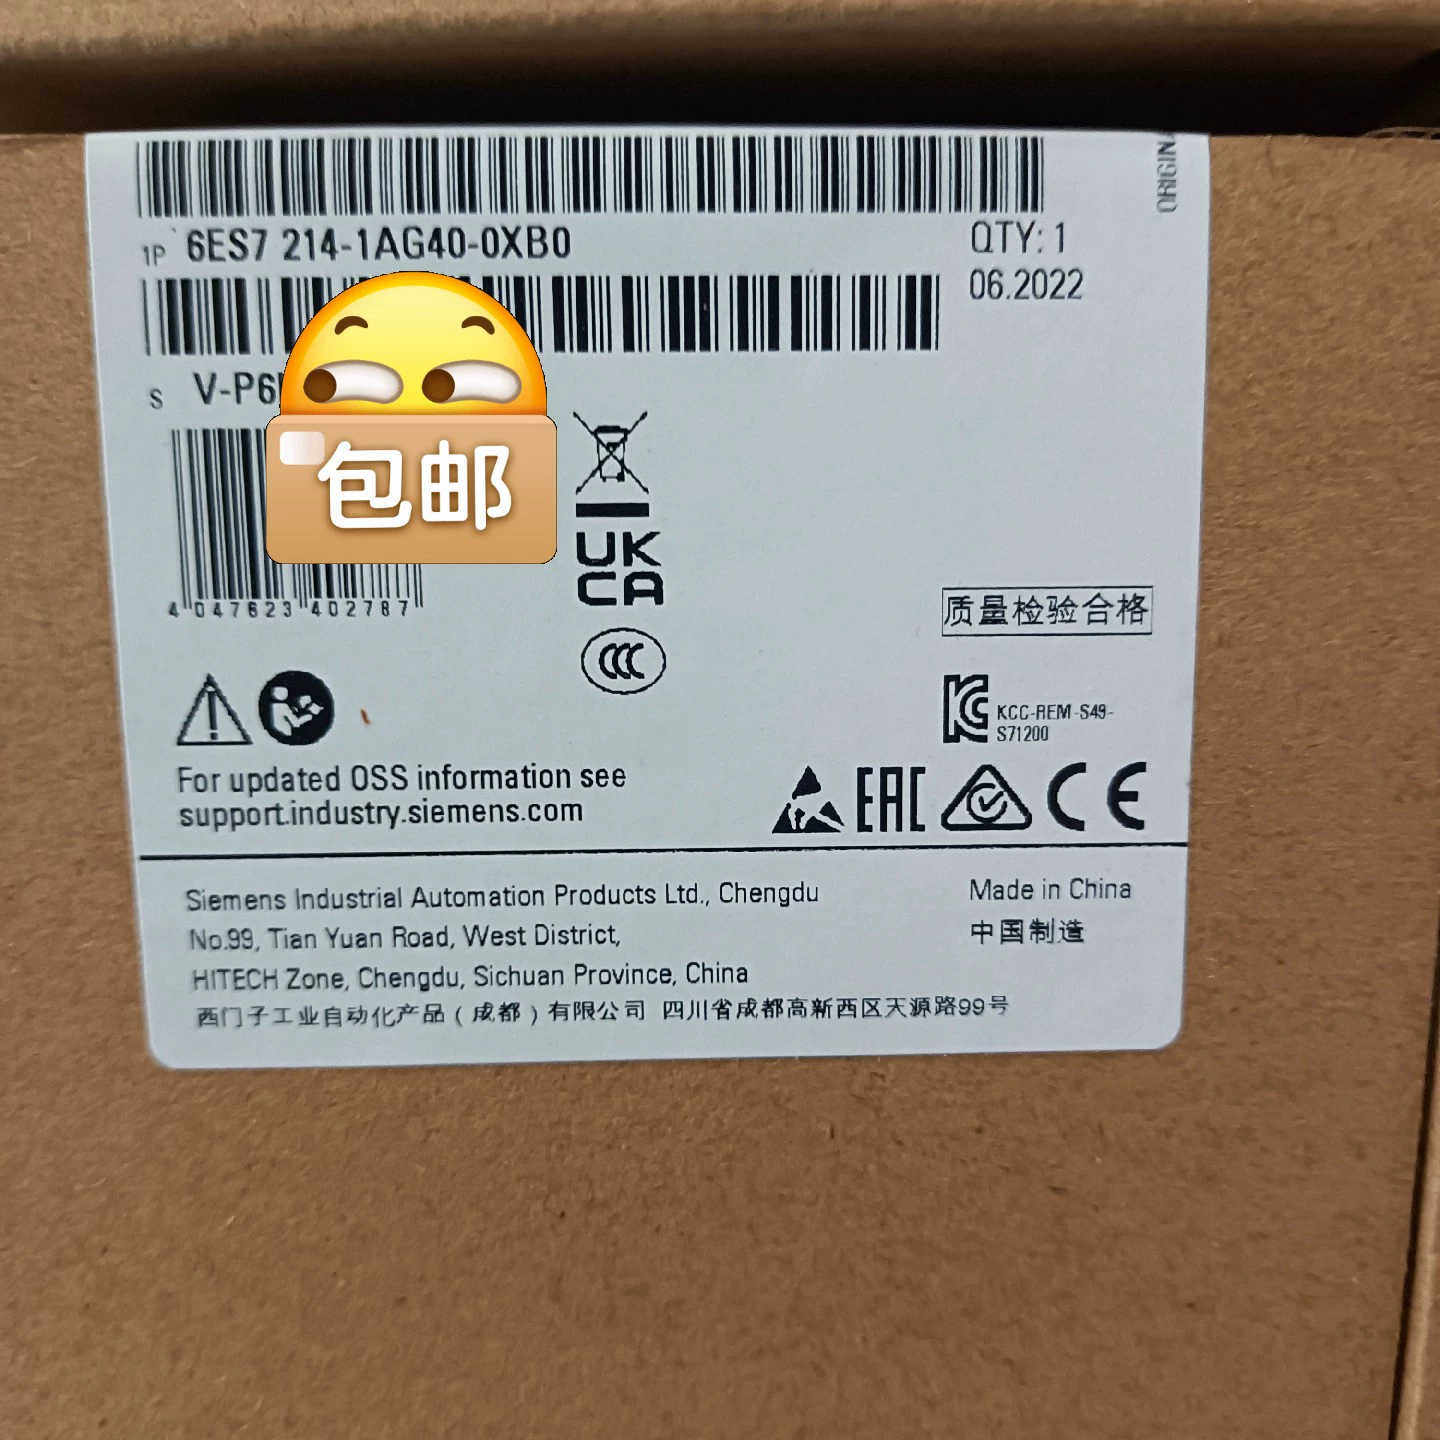 ORIGIN
1P 6ES7 214-1AG40-0XB0
QTY: 1
06.2022
S V-P6
包邮
4 047623 402787
UK
CA
CCC
质量检验合格
KC KCC-REM-S49-
S71200
For updated OSS information see
support.industry.siemens.com
EAC CE
Siemens Industrial Automation Products Ltd., Chengdu
No.99, Tian Yuan Road, West District,
HITECH Zone, Chengdu, Sichuan Province, China
西门子工业自动化产品(成都)有限公司 四川省成都高新西区天源路99号
Made in China
中国制造